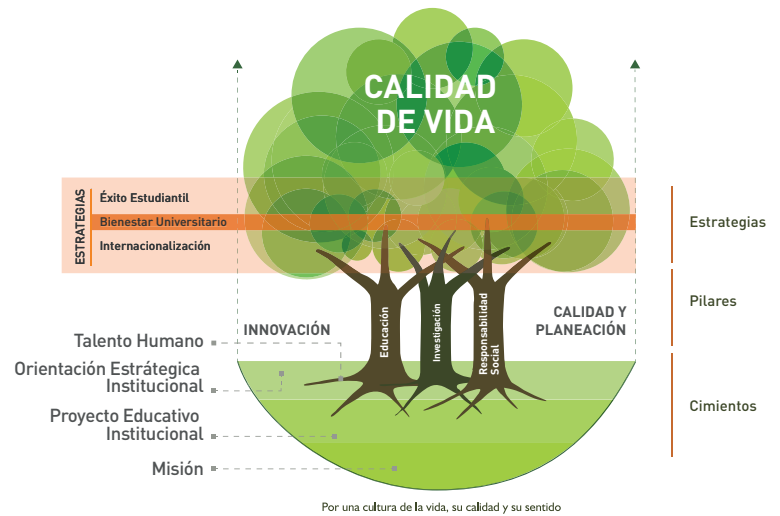 CALIDAD
DE VIDA
ESTRATEGIAS
Éxito Estudiantil
Bienestar Universitario
Internacionalización
Estrategias
Pilares
Cimientos
INNOVACIÓN
CALIDAD Y
PLANEACIÓN
Educación
Investigación
Responsabilidad
Social
Talento Humano
Orientación Estrátegica
Institucional
Proyecto Educativo
Institucional
Misión
Por una cultura de la vida, su calidad y su sentido